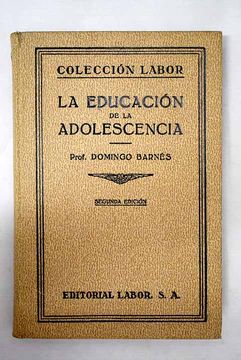 COLECCIÓN LABOR
LA EDUCACIÓN
DE LA
ADOLESCENCIA
Prof. DOMINGO BARNÉS
SEGUNDA EDICIÓN
EDITORIAL LABOR, S. A.